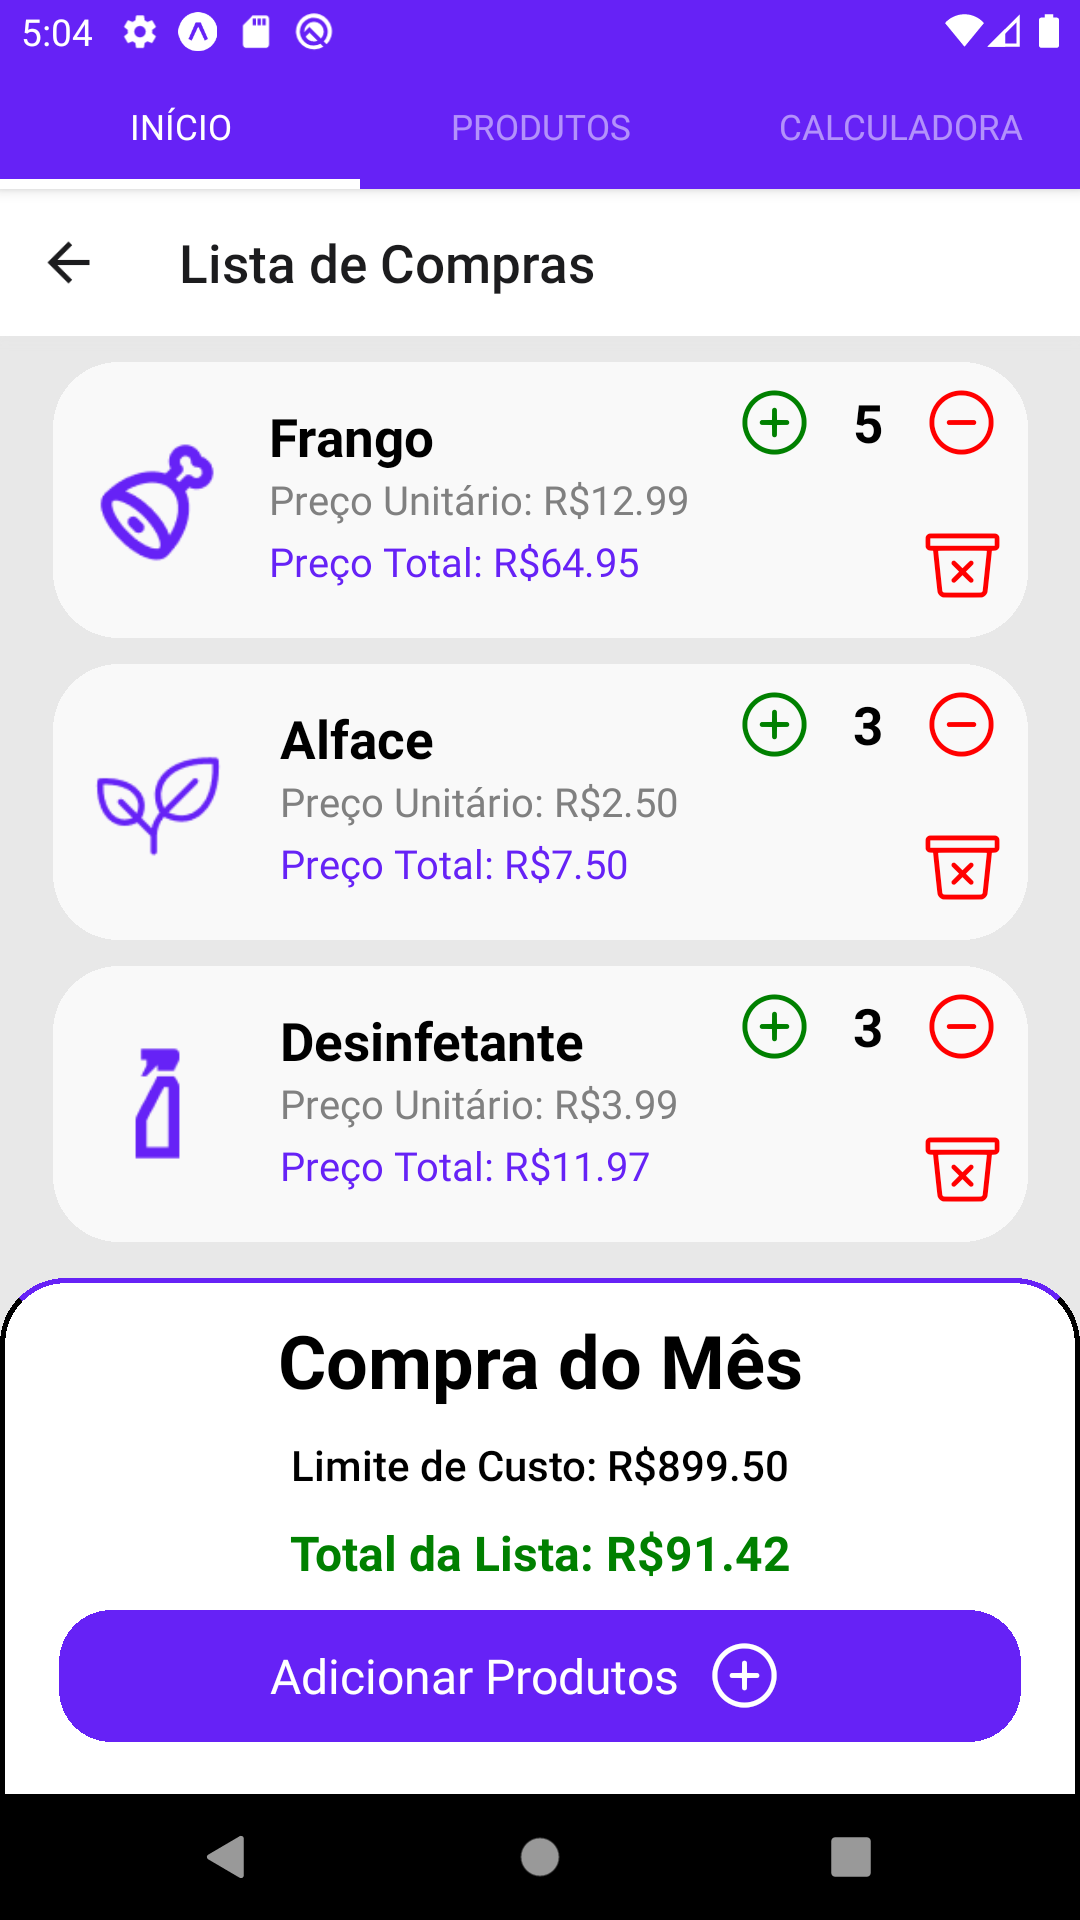 5:04
INÍCIO PRODUTOS CALCULADORA
Lista de Compras
Frango 5
Preço Unitário: R$12.99
Preço Total: R$64.95
Alface 3
Preço Unitário: R$2.50
Preço Total: R$7.50
Desinfetante 3
Preço Unitário: R$3.99
Preço Total: R$11.97
Compra do Mês
Limite de Custo: R$899.50
Total da Lista: R$91.42
Adicionar Produtos